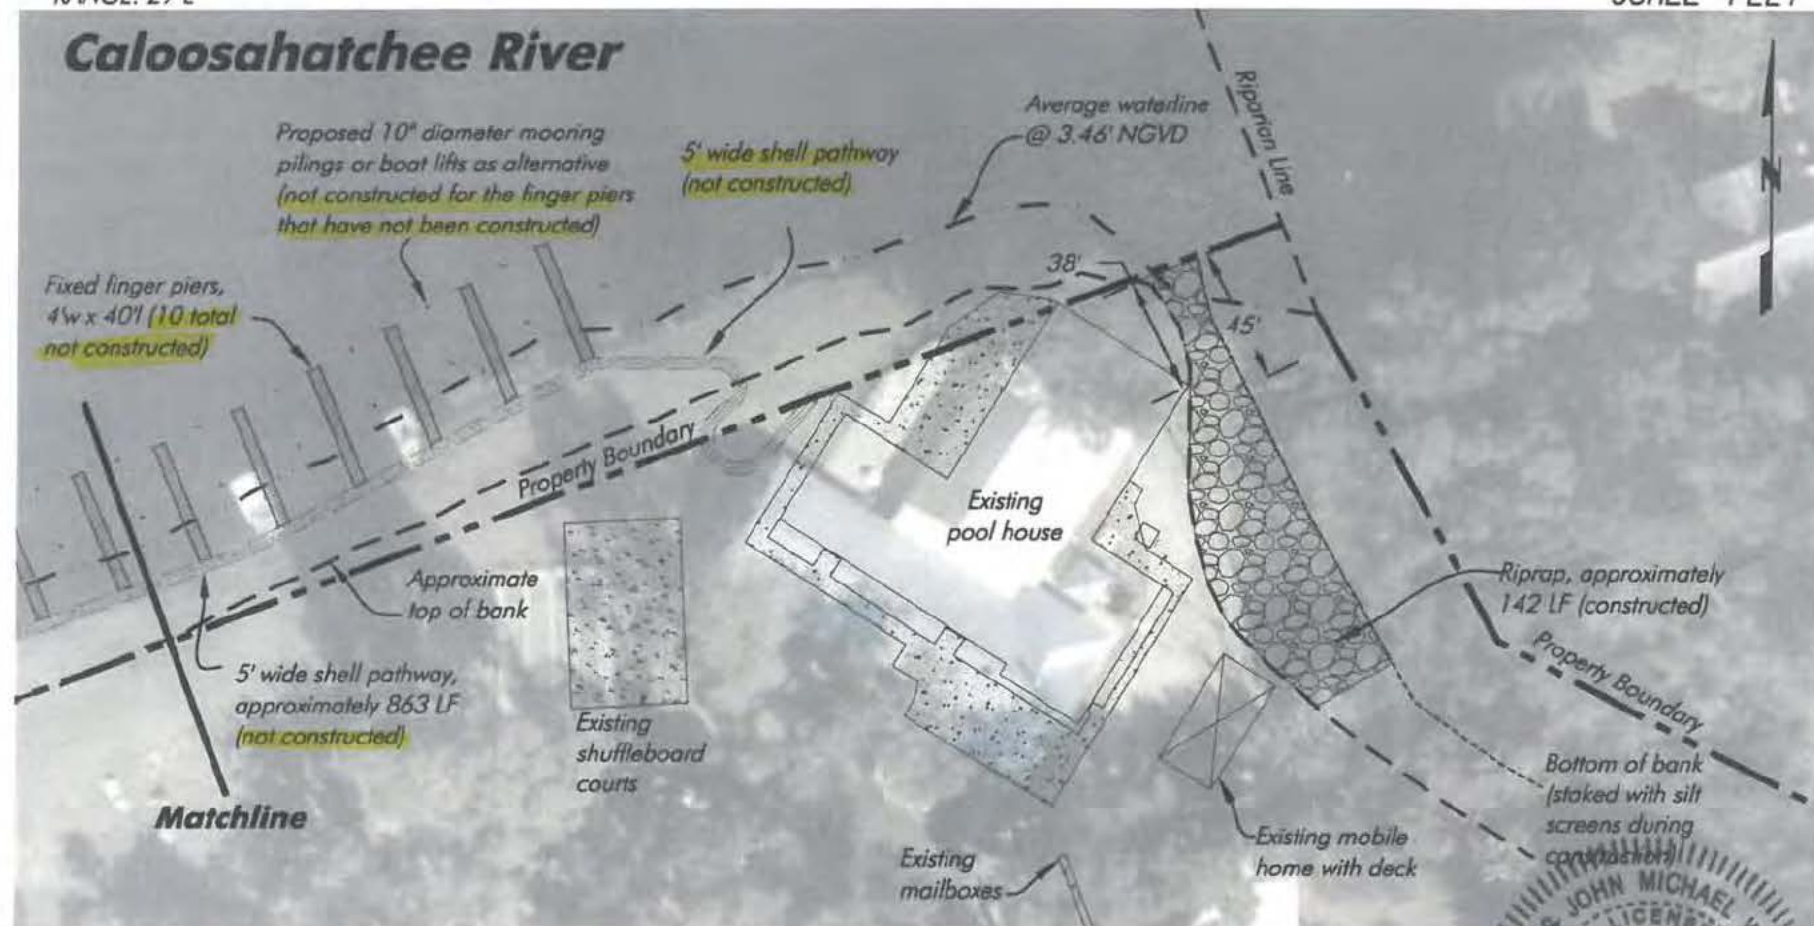 Caloosahatchee River
Proposed 10" diameter mooring
pilings or boat lifts as alternative
(not constructed for the finger piers
that have not been constructed)
5' wide shell pathway
(not constructed)
Average waterline
@ 3.46' NGVD
Riparian Line
N
Fixed finger piers,
4'w x 40'l (10 total
not constructed)
38'
45'
Property Boundary
Existing
pool house
Approximate
top of bank
Riprap, approximately
142 LF (constructed)
Property Boundary
5' wide shell pathway,
approximately 863 LF
(not constructed)
Existing
shuffleboard
courts
Matchline
Bottom of bank
(staked with silt
screens during
construction)
Existing mobile
home with deck
Existing
mailboxes
JOHN MICHAEL